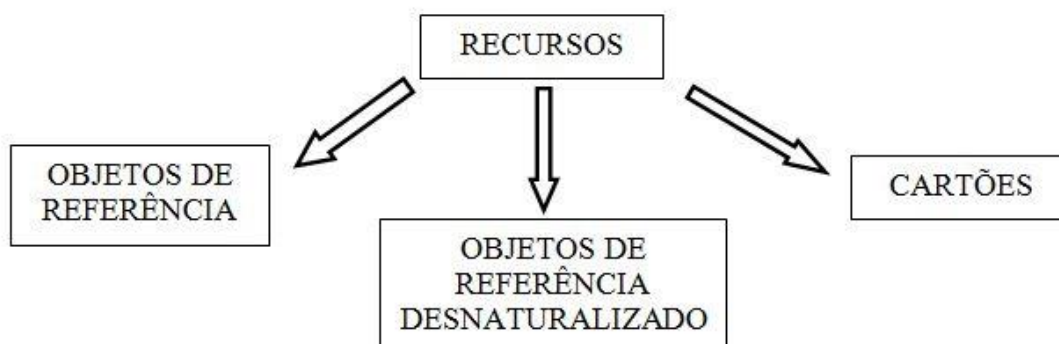 RECURSOS
OBJETOS DE
REFERÊNCIA
OBJETOS DE
REFERÊNCIA
DESNATURALIZADO
CARTÕES